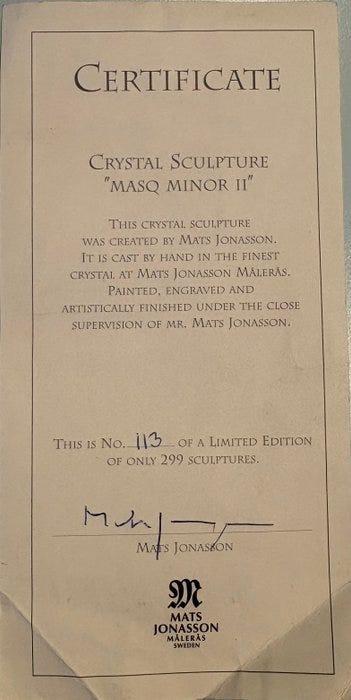 CERTIFICATE
CRYSTAL SCULPTURE
"MASQ MINOR II"
THIS CRYSTAL SCULPTURE
WAS CREATED BY MATS JONASSON.
IT IS CAST BY HAND IN THE FINEST
CRYSTAL AT MATS JONASSON MÅLERÅS.
PAINTED, ENGRAVED AND
ARTISTICALLY FINISHED UNDER THE CLOSE
SUPERVISION OF MR. MATS JONASSON.
THIS IS NO. 113 OF A LIMITED EDITION
OF ONLY 299 SCULPTURES.
MATS JONASSON
M
MATS
JONASSON
MÅLERÅS
SWEDEN